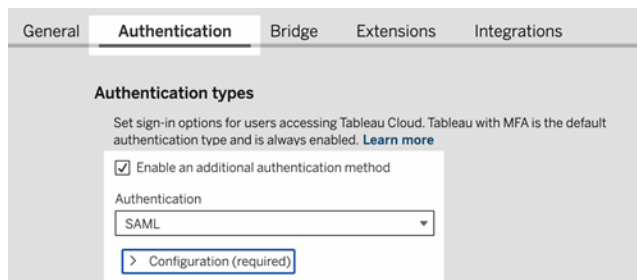 General Authentication Bridge Extensions Integrations
Authentication types
Set sign-in options for users accessing Tableau Cloud. Tableau with MFA is the default
authentication type and is always enabled. Learn more
Enable an additional authentication method
Authentication
SAML
Configuration (required)